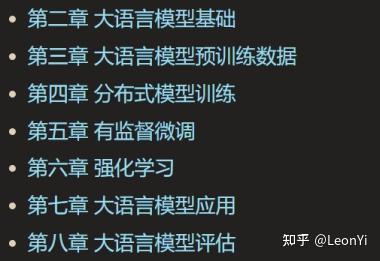 第二章 大语言模型基础
第三章 大语言模型预训练数据
第四章 分布式模型训练
第五章 有监督微调
第六章 强化学习
第七章 大语言模型应用
第八章 大语言模型评估
知乎 @LeonYi